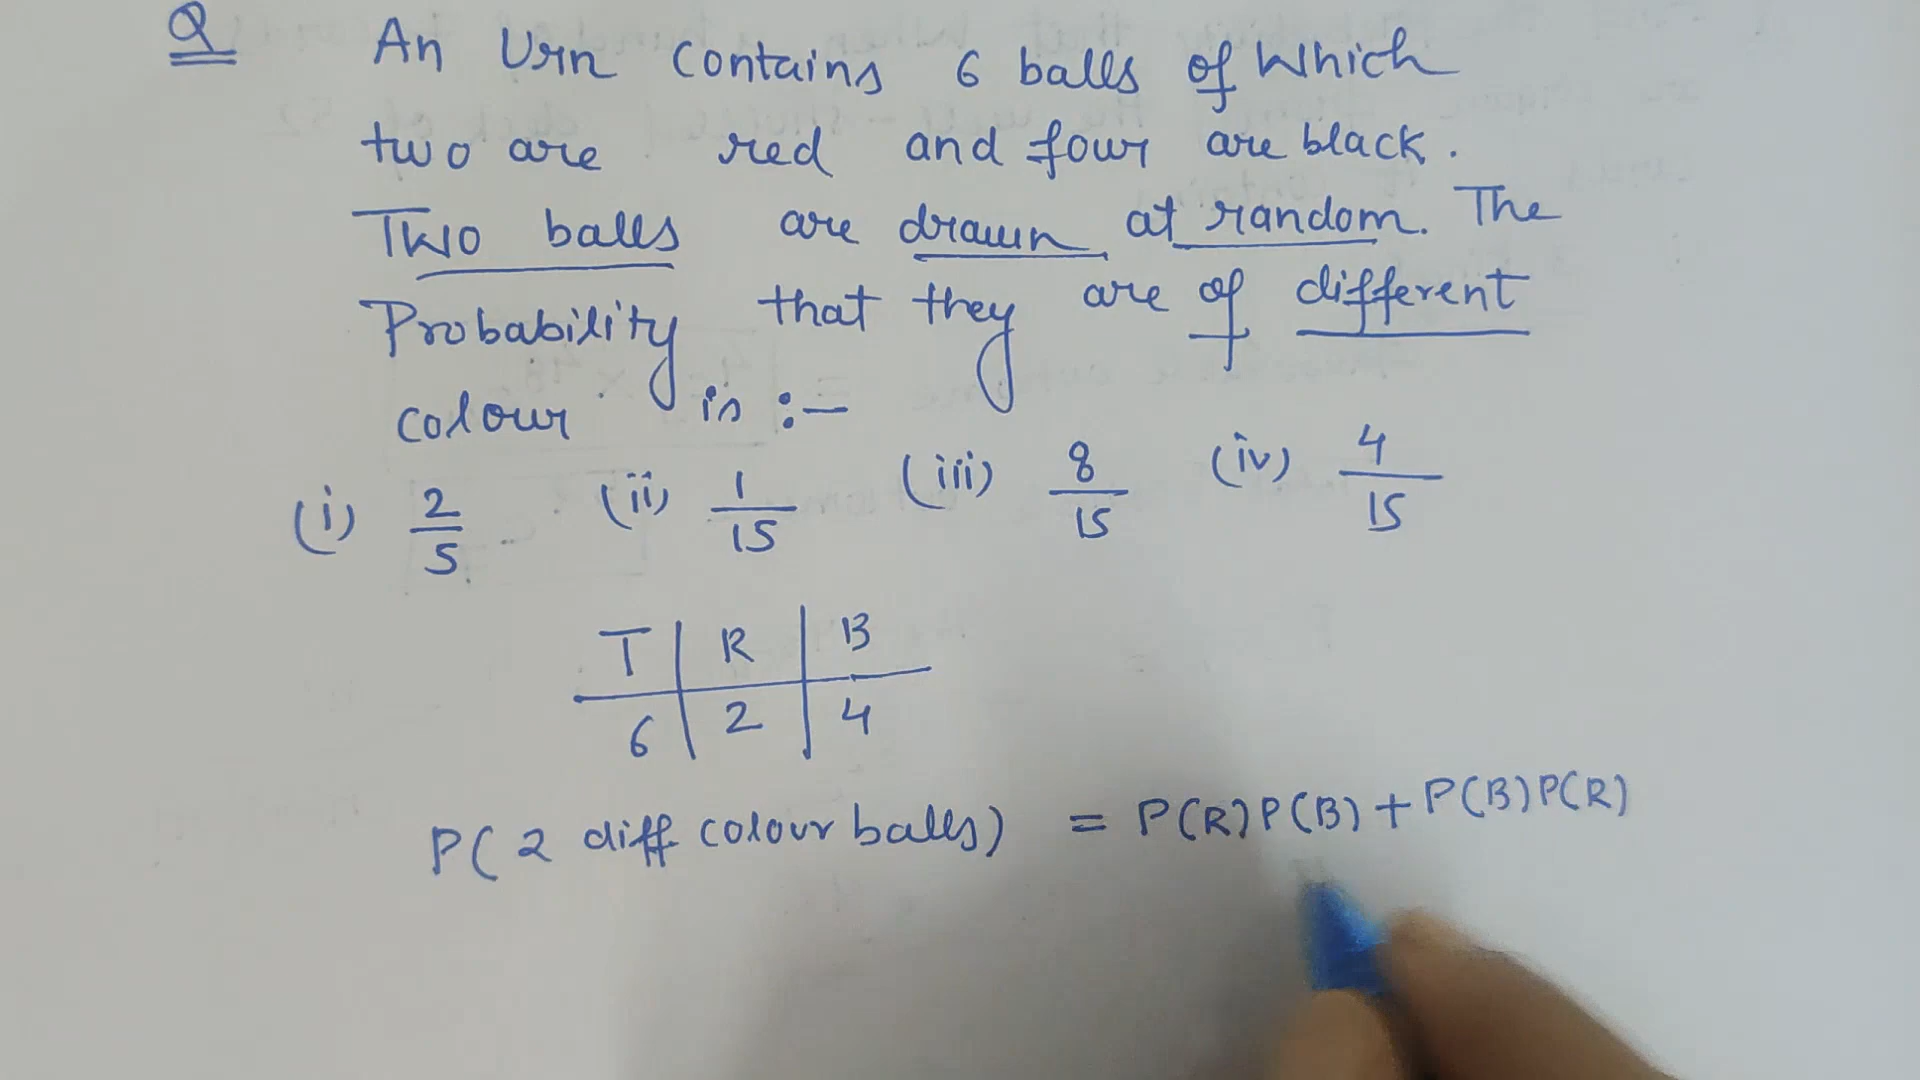 Q An Urn contains 6 balls of which
two are red and four are black.
Two balls are drawn at random. The
Probability that they are of different
colour is :-
(i) 2/5 (ii) 1/15 (iii) 8/15 (iv) 4/15
T R B
6 2 4
P( 2 diff colour balls) = P(R)P(B)+P(B)P(R)